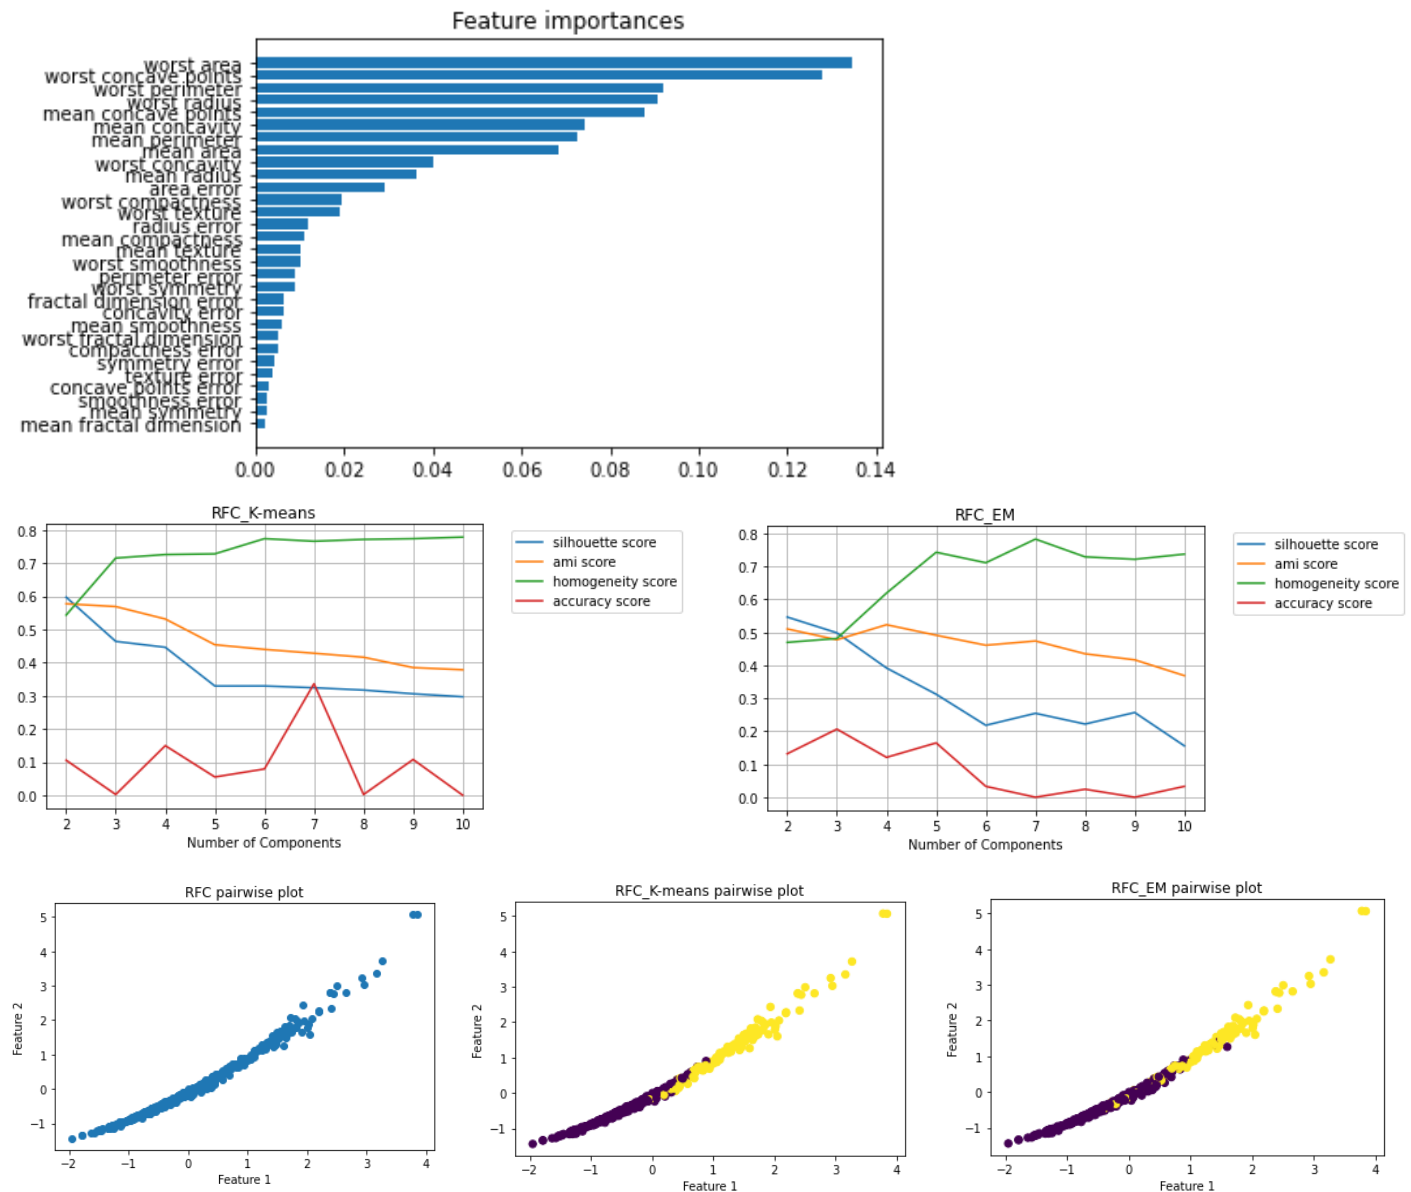 Feature importances
worst area
worst concave points
worst perimeter
worst radius
mean concave points
mean concavity
mean perimeter
mean area
worst concavity
mean radius
area error
worst compactness
worst texture
radius error
mean compactness
mean texture
worst smoothness
perimeter error
worst symmetry
fractal dimension error
concavity error
mean smoothness
worst fractal dimension
compactness error
symmetry error
texture error
concave points error
smoothness error
mean symmetry
mean fractal dimension
0.00 0.02 0.04 0.06 0.08 0.10 0.12 0.14
RFC_K-means
0.8
0.7
0.6
0.5
0.4
0.3
0.2
0.1
0.0
2 3 4 5 6 7 8 9 10
Number of Components
silhouette score
ami score
homogeneity score
accuracy score
RFC_EM
0.8
0.7
0.6
0.5
0.4
0.3
0.2
0.1
0.0
2 3 4 5 6 7 8 9 10
Number of Components
silhouette score
ami score
homogeneity score
accuracy score
RFC pairwise plot
Feature 2
5
4
3
2
1
0
−1
−2 −1 0 1 2 3 4
Feature 1
RFC_K-means pairwise plot
Feature 2
5
4
3
2
1
0
−1
−2 −1 0 1 2 3 4
Feature 1
RFC_EM pairwise plot
Feature 2
5
4
3
2
1
0
−1
−2 −1 0 1 2 3 4
Feature 1